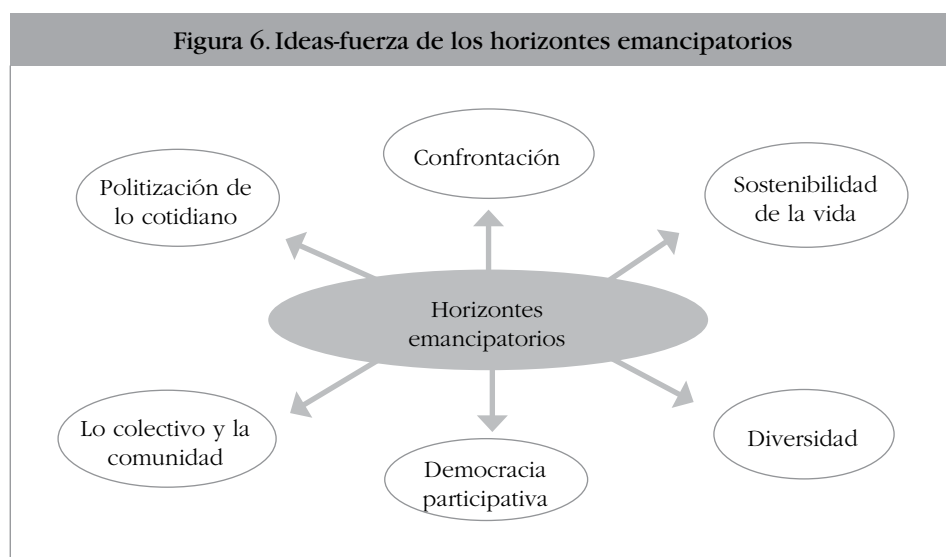 Figura 6. Ideas-fuerza de los horizontes emancipatorios
Confrontación
Politización de
lo cotidiano
Sostenibilidad
de la vida
Horizontes
emancipatorios
Lo colectivo y la
comunidad
Democracia
participativa
Diversidad